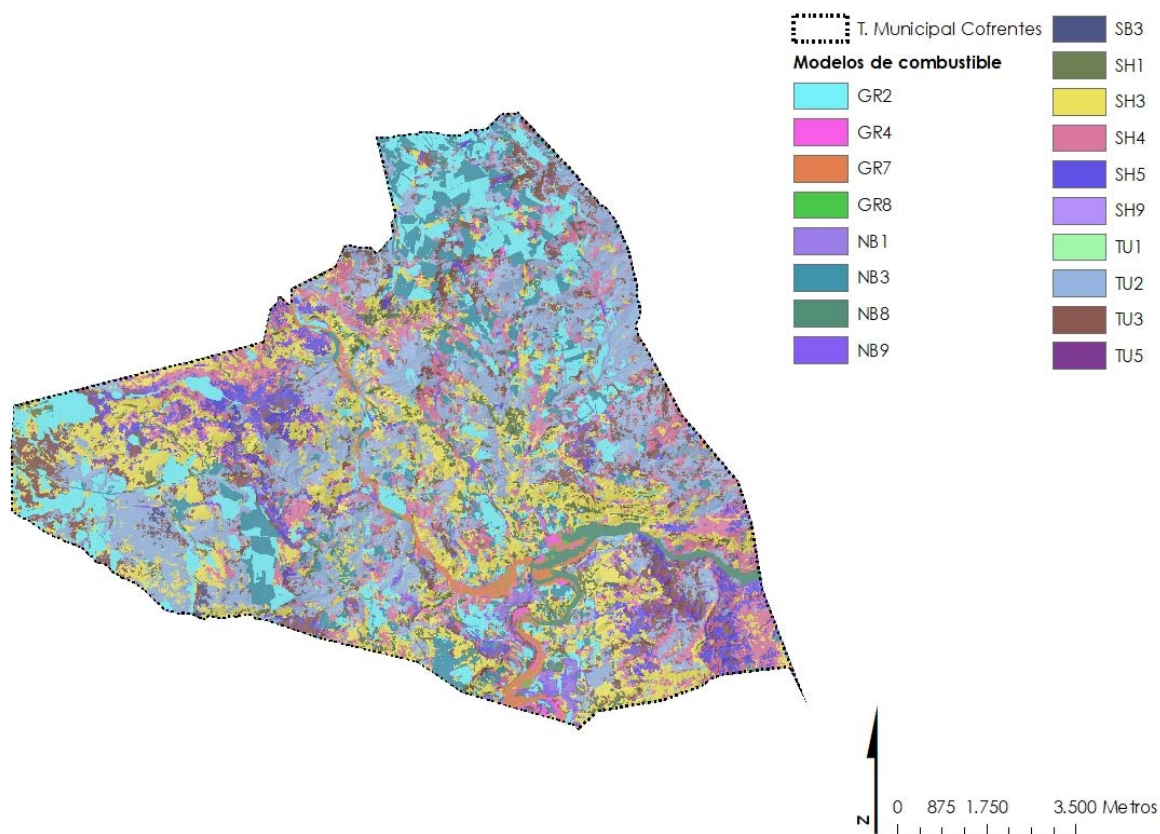 T. Municipal Cofrentes
Modelos de combustible
GR2
GR4
GR7
GR8
NB1
NB3
NB8
NB9
SB3
SH1
SH3
SH4
SH5
SH9
TU1
TU2
TU3
TU5
N
0 875 1.750 3.500 Metros